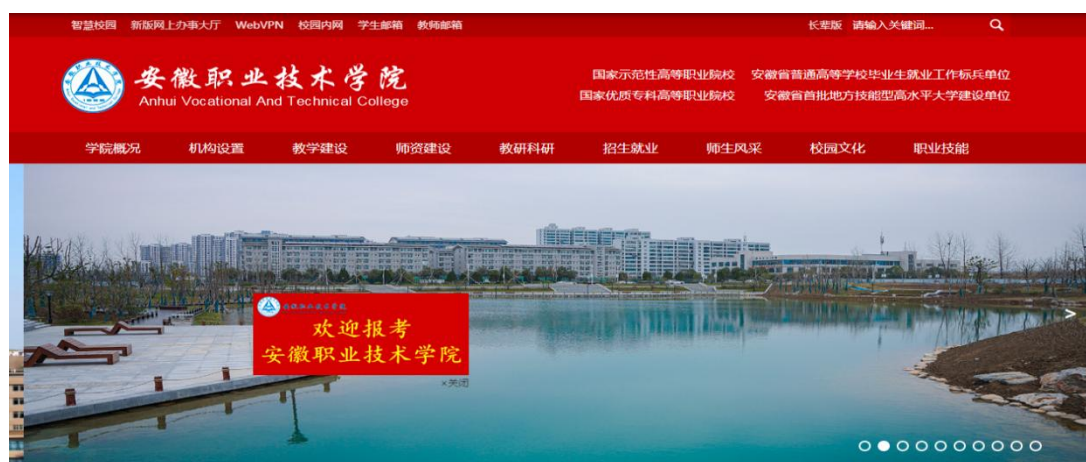 智慧校园 新版网上办事大厅 WebVPN 校园内网 学生邮箱 教师邮箱 长辈版 请输入关键词...
安徽职业技术学院
Anhui Vocational And Technical College
国家示范性高等职业院校 安徽省普通高等学校毕业生就业工作标兵单位
国家优质专科高等职业院校 安徽省首批地方技能型高水平大学建设单位
学院概况 机构设置 教学建设 师资建设 教研科研 招生就业 师生风采 校园文化 职业技能
安徽职业技术学院
欢迎报考
安徽职业技术学院
×关闭
>